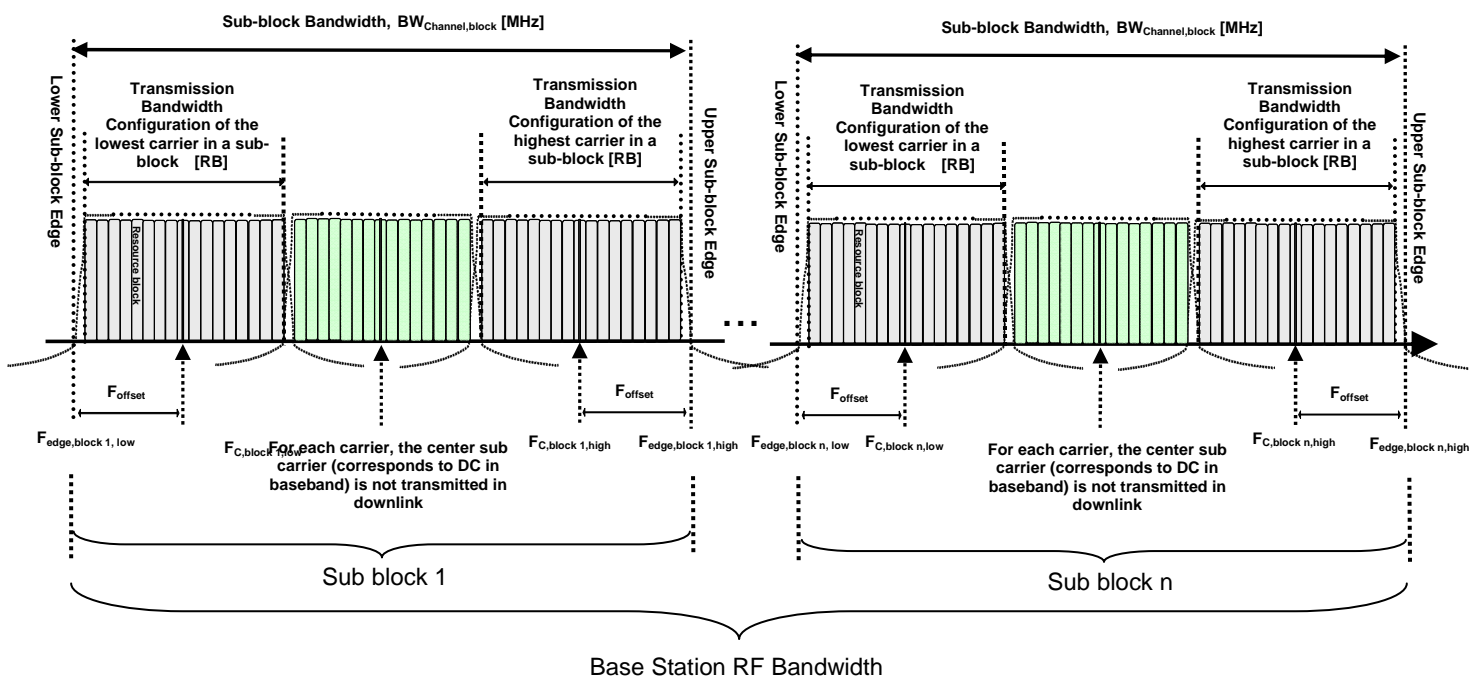 Sub-block Bandwidth, BWChannel,block [MHz]
Lower Sub-block Edge
Transmission
Bandwidth
Configuration of the
lowest carrier in a sub-
block [RB]
Transmission
Bandwidth
Configuration of the
highest carrier in a
sub-block [RB]
Upper Sub-block Edge
Resource block
Foffset
Foffset
Fedge,block 1, low
FC,block 1,low
For each carrier, the center sub
carrier (corresponds to DC in
baseband) is not transmitted in
downlink
FC,block 1,high
Fedge,block 1,high
Sub block 1
...
Sub-block Bandwidth, BWChannel,block [MHz]
Lower Sub-block Edge
Transmission
Bandwidth
Configuration of the
lowest carrier in a
sub-block [RB]
Transmission
Bandwidth
Configuration of the
highest carrier in a
sub-block [RB]
Upper Sub-block Edge
Resource block
Foffset
Foffset
Fedge,block n, low
FC,block n,low
For each carrier, the center sub
carrier (corresponds to DC in
baseband) is not transmitted in
downlink
FC,block n,high
Fedge,block n,high
Sub block n
Base Station RF Bandwidth